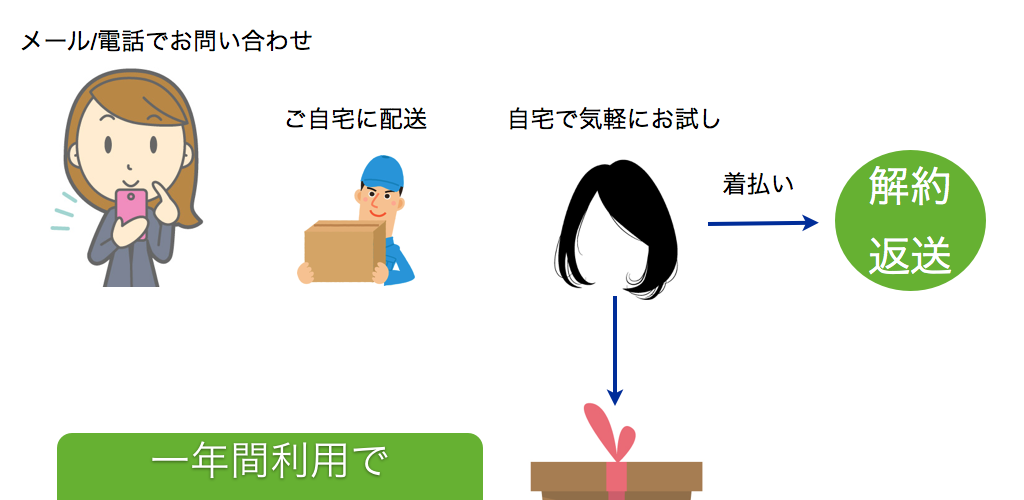 メール/電話でお問い合わせ
ご自宅に配送
自宅で気軽にお試し
着払い
解約
返送
一年間利用で